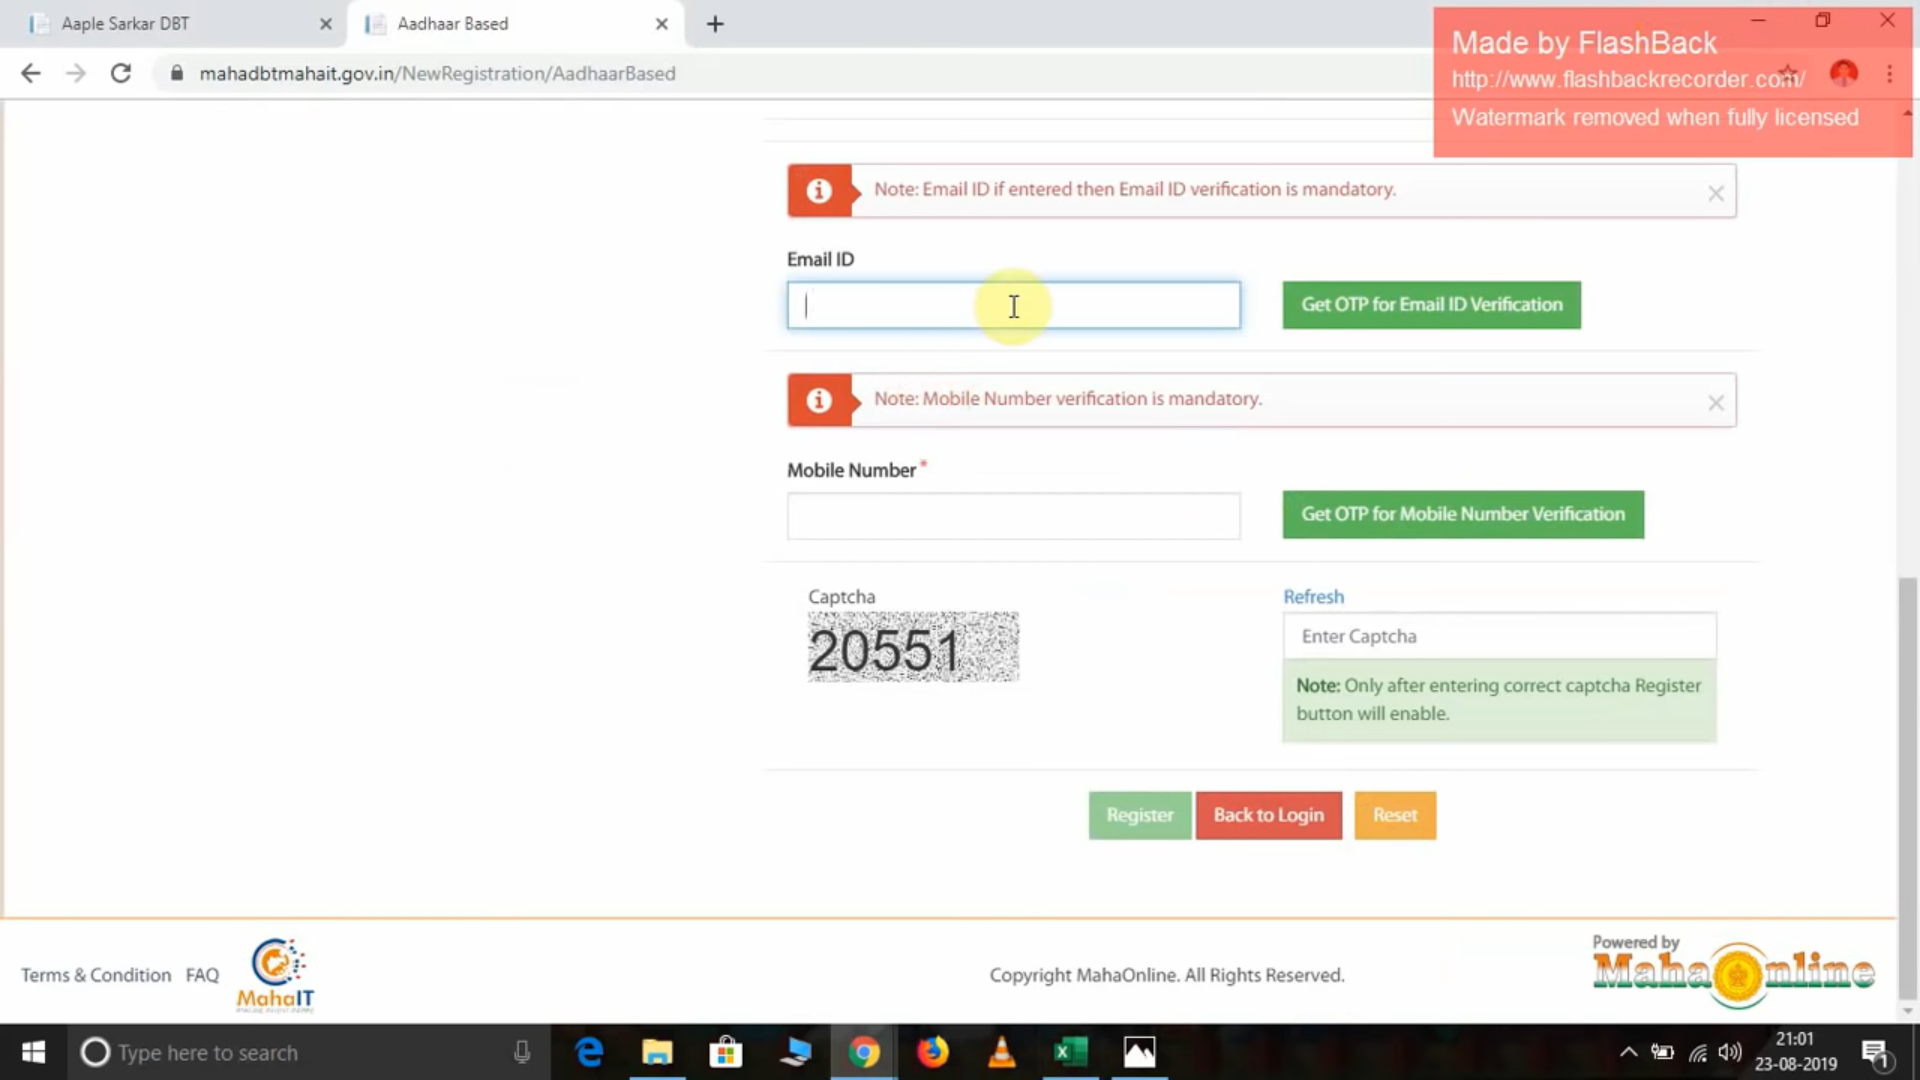 Aaple Sarkar DBT
Aadhaar Based
Made by FlashBack
http://www.flashbackrecorder.com/
Watermark removed when fully licensed
mahadbtmahait.gov.in/NewRegistration/AadhaarBased
Note: Email ID if entered then Email ID verification is mandatory.
Email ID
Get OTP for Email ID Verification
Note: Mobile Number verification is mandatory.
Mobile Number *
Get OTP for Mobile Number Verification
Captcha
20551
Refresh
Enter Captcha
Note: Only after entering correct captcha Register
button will enable.
Register
Back to Login
Reset
Terms & Condition
FAQ
MahaIT
Copyright MahaOnline. All Rights Reserved.
Powered by
MahaOnline
Type here to search
21:01
23-08-2019
1